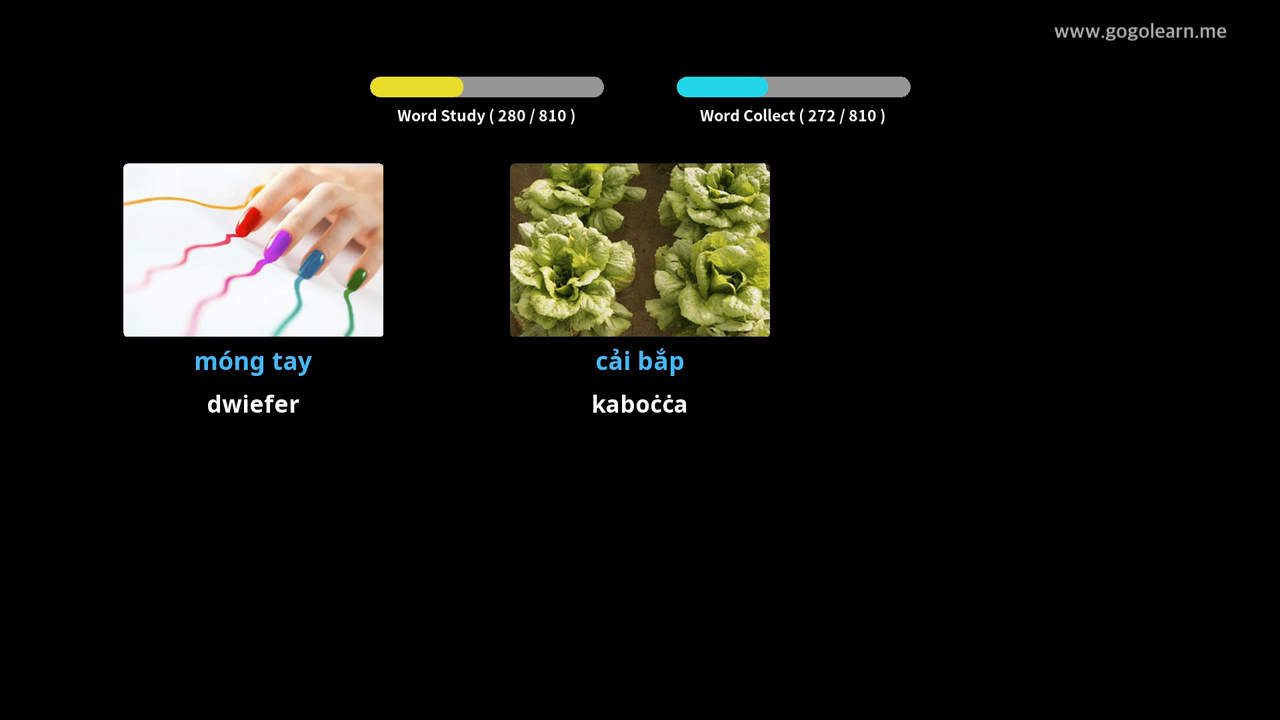 www.gogolearn.me
Word Study ( 280 / 810 )
Word Collect ( 272 / 810 )
móng tay
dwiefer
cải bắp
kaboċċa